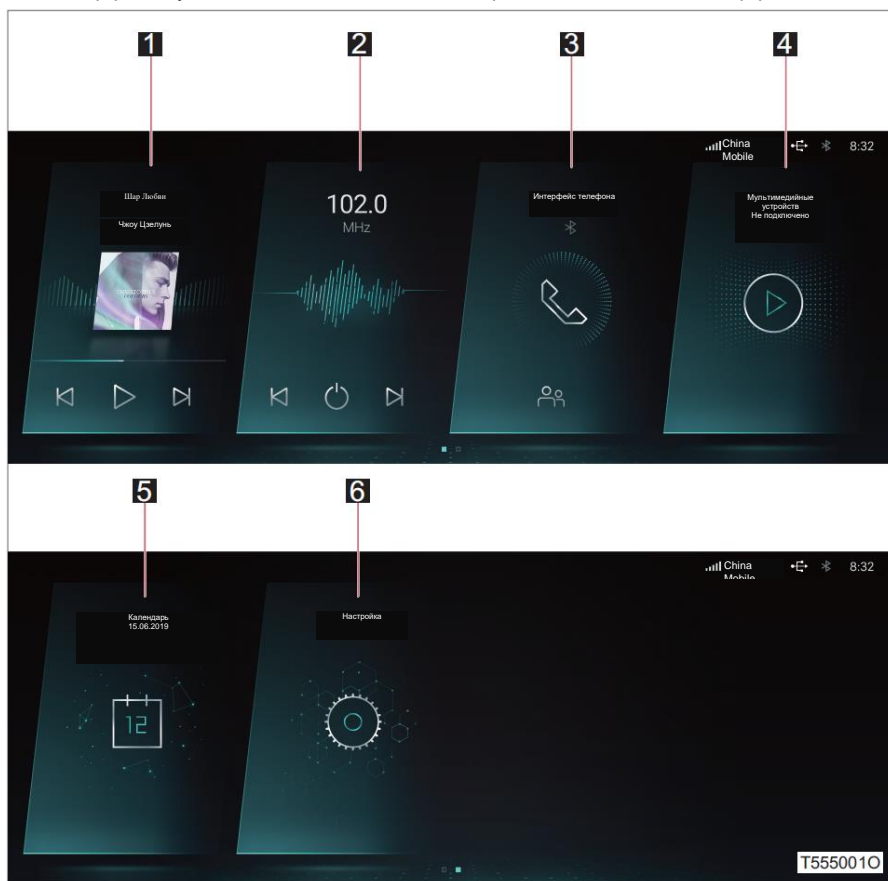 1
2
3
4
China
Mobile
8:32
Шар Любви
Чжоу Цзелунь
102.0
MHz
Интерфейс телефона
Мультимедийные
устройств
Не подключено
5
6
China
Mobile
8:32
Календарь
15.06.2019
12
Настройка
T555001O